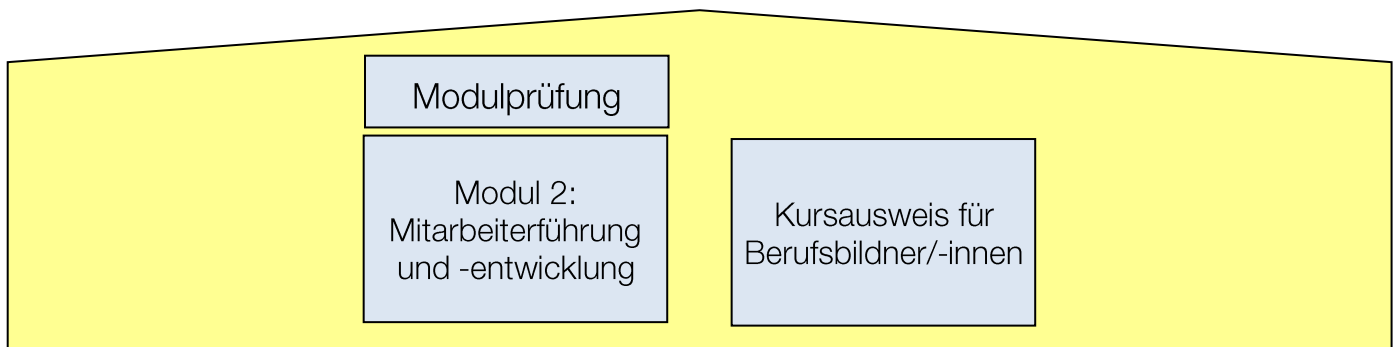 Modulprüfung
Modul 2:
Mitarbeiterführung
und -entwicklung
Kursausweis für
Berufsbildner/-innen